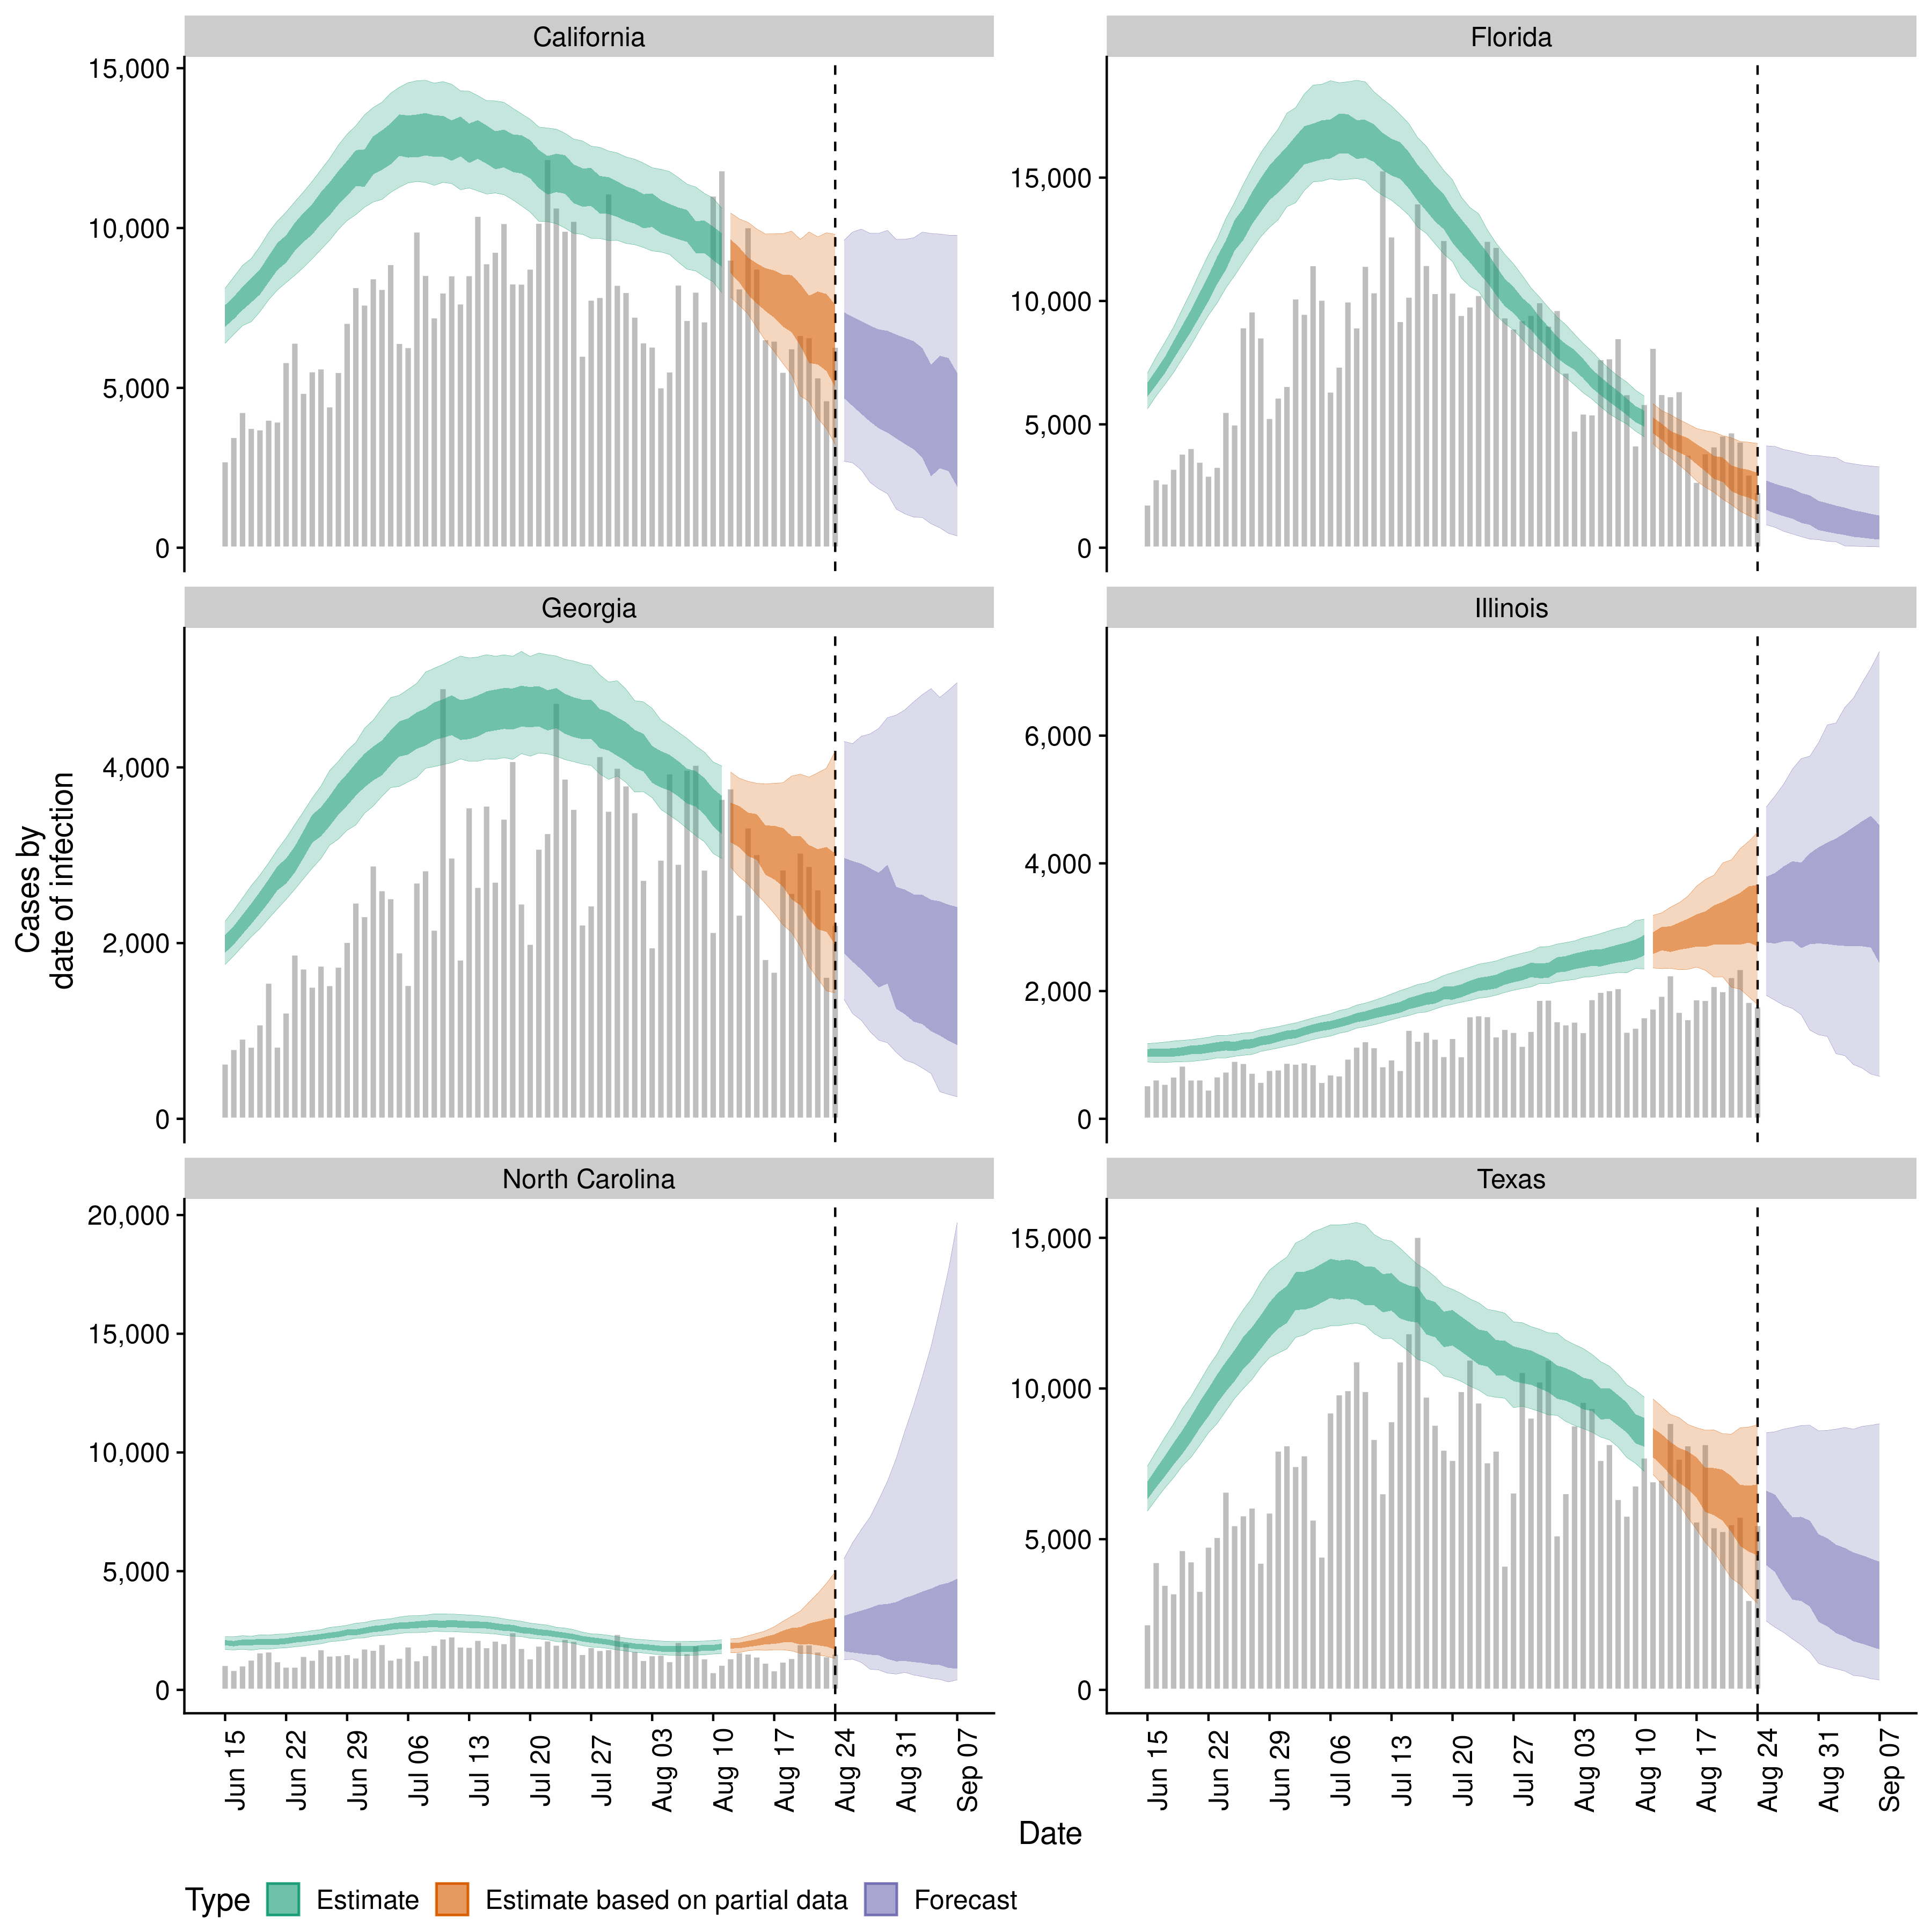 California
Florida
15,000
10,000
5,000
0
15,000
10,000
5,000
0
Georgia
Illinois
4,000
2,000
0
6,000
4,000
2,000
0
North Carolina
Texas
20,000
15,000
10,000
5,000
0
15,000
10,000
5,000
0
Cases by
date of infection
Jun 15
Jun 22
Jun 29
Jul 06
Jul 13
Jul 20
Jul 27
Aug 03
Aug 10
Aug 17
Aug 24
Aug 31
Sep 07
Jun 15
Jun 22
Jun 29
Jul 06
Jul 13
Jul 20
Jul 27
Aug 03
Aug 10
Aug 17
Aug 24
Aug 31
Sep 07
Date
Type Estimate Estimate based on partial data Forecast